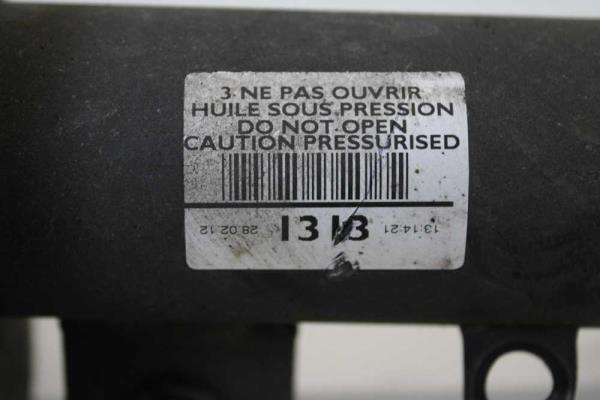 3 NE PAS OUVRIR
HUILE SOUS PRESSION
DO NOT OPEN
CAUTION PRESSURISED
28.02.12 1313 13:14:21